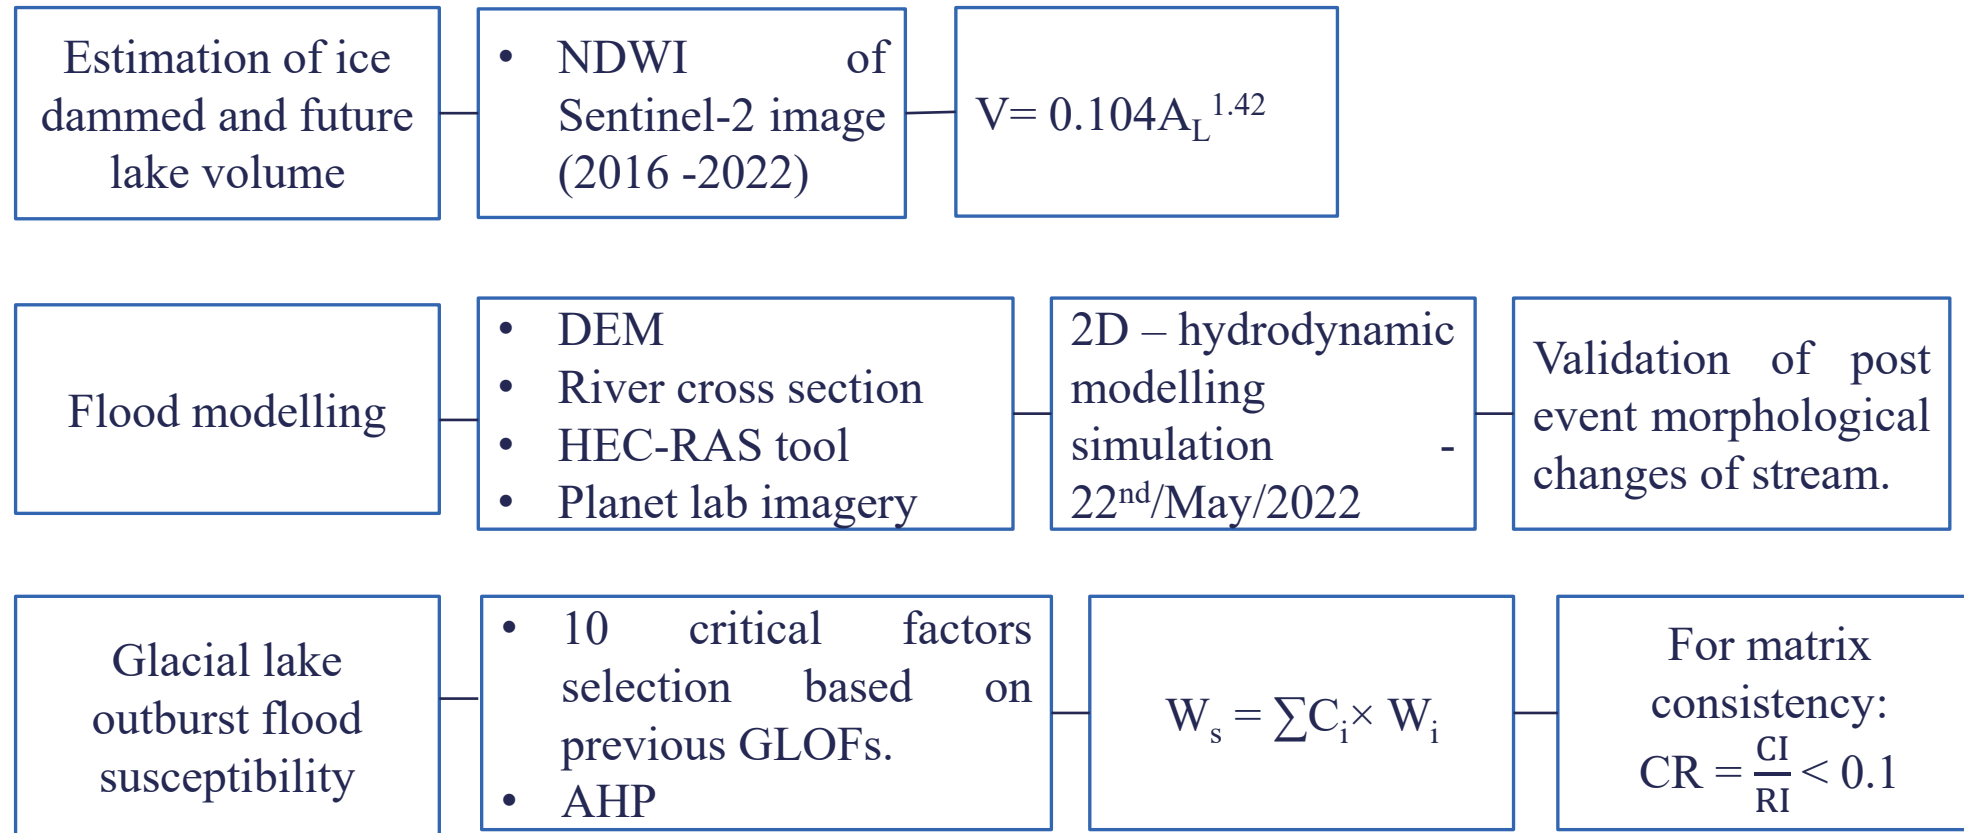 Estimation of ice
dammed and future
lake volume
• NDWI of
Sentinel-2 image
(2016 -2022)
V= 0.104A_L^1.42
Flood modelling
• DEM
• River cross section
• HEC-RAS tool
• Planet lab imagery
2D – hydrodynamic
modelling
simulation -
22nd/May/2022
Validation of post
event morphological
changes of stream.
Glacial lake
outburst flood
susceptibility
• 10 critical factors
selection based on
previous GLOFs.
• AHP
W_s = ∑C_i× W_i
For matrix
consistency:
CR = CI/RI < 0.1